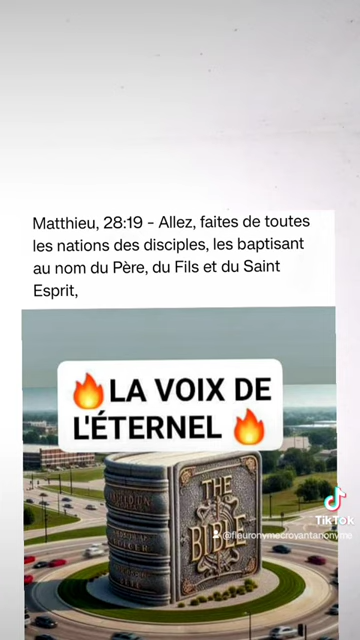 Matthieu, 28:19 - Allez, faites de toutes
les nations des disciples, les baptisant
au nom du Père, du Fils et du Saint
Esprit,
🔥LA VOIX DE
L'ÉTERNEL 🔥
THE
BIBLE
TikTok
@fleuronymecroyantanonyme